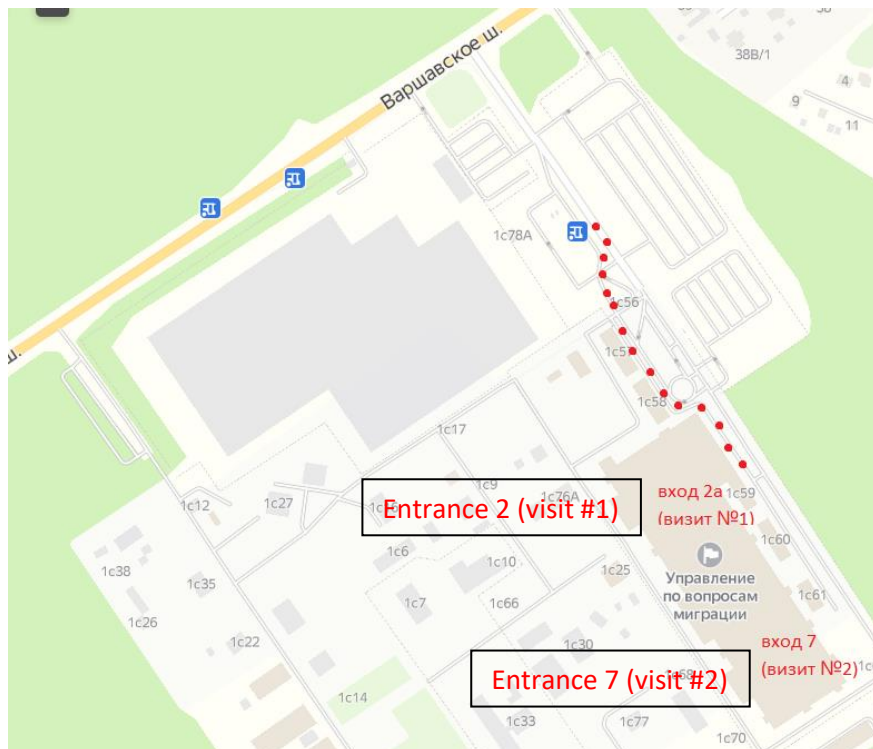 38В/1
4
9
11
Варшавское ш.
ш.
1с78А
1с56
1с57
1с58
1с17
1с9
1с76А
1с12
1с27
Entrance 2 (visit #1)
вход 2а
(визит №1)
1с59
1с60
1с6
1с10
1с38
1с35
1с25
Управление
по вопросам
миграции
1с61
1с26
1с7
1с66
1с22
1с30
вход 7
(визит №2)
Entrance 7 (visit #2)
1с68
1с14
1с33
1с77
1с70